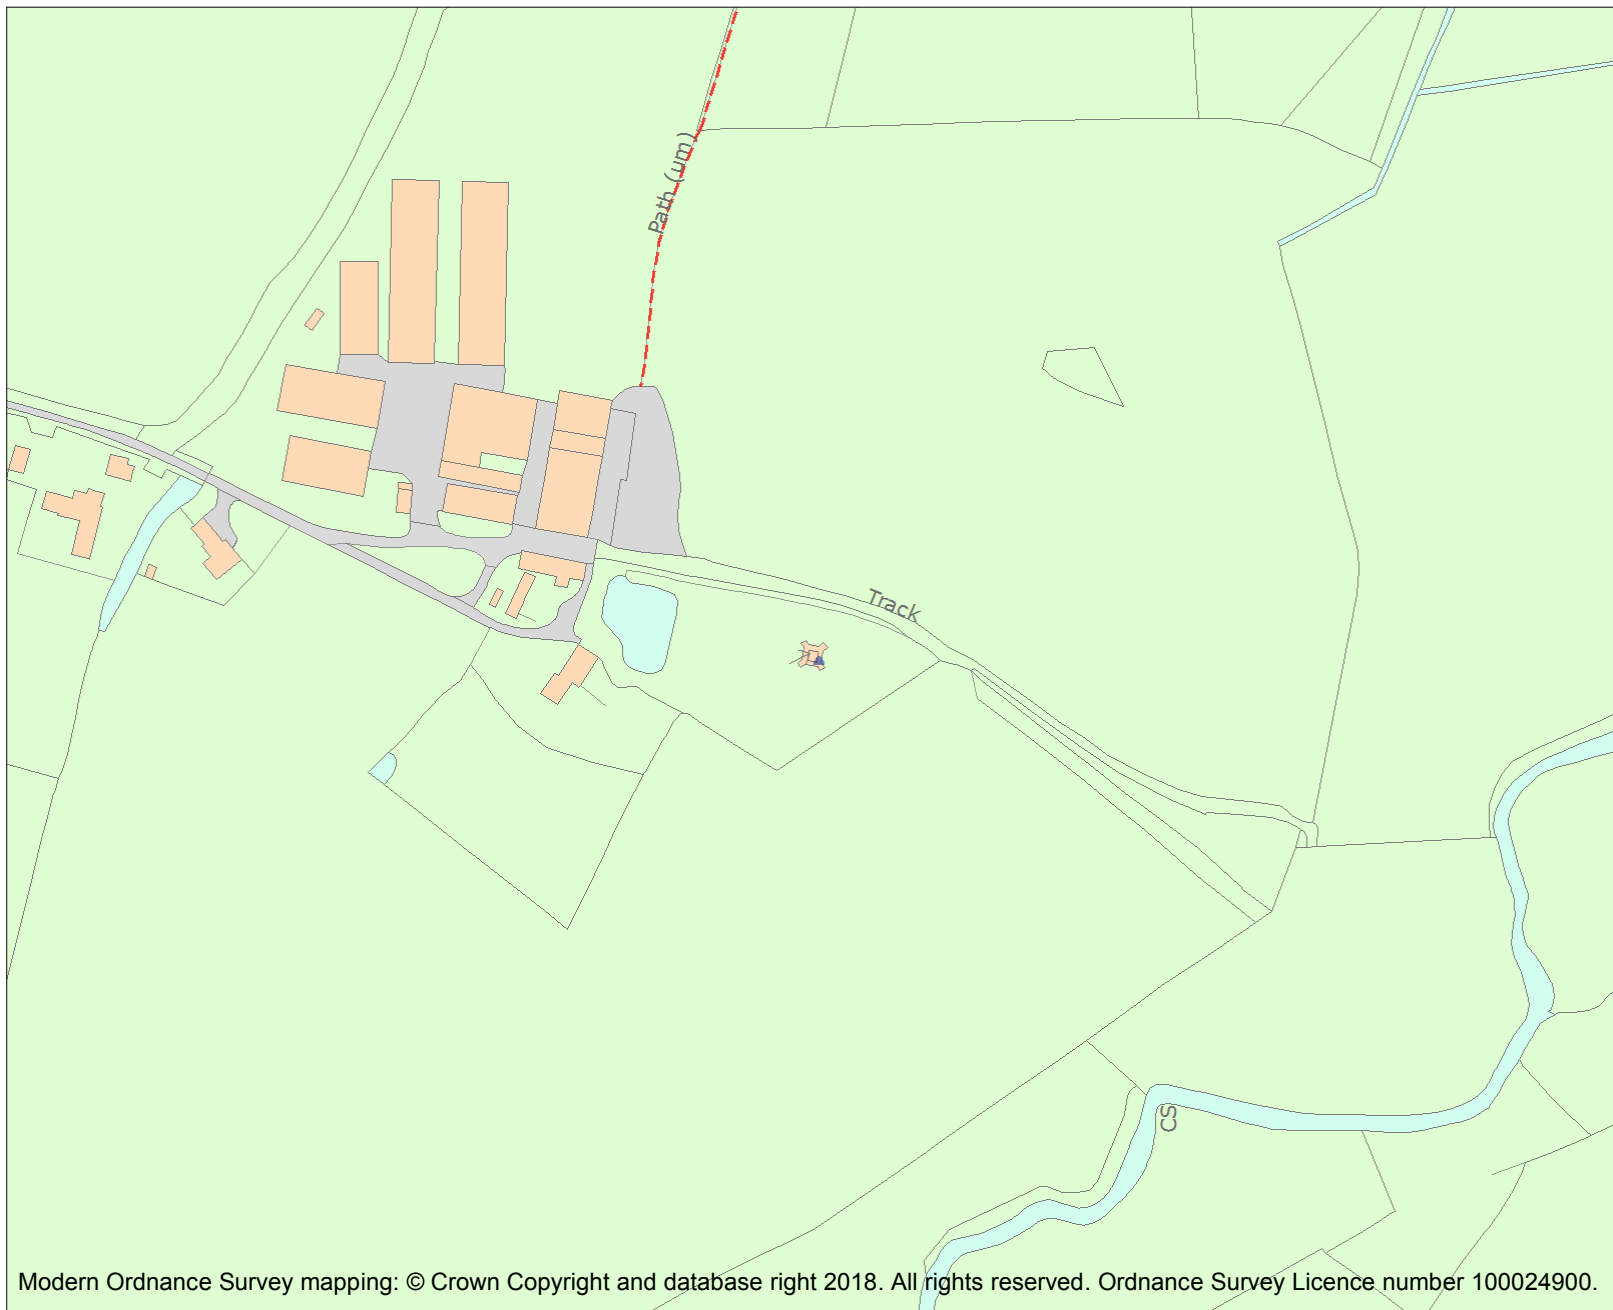 Path (um)
Track
CS
Modern Ordnance Survey mapping: © Crown Copyright and database right 2018. All rights reserved. Ordnance Survey Licence number 100024900.